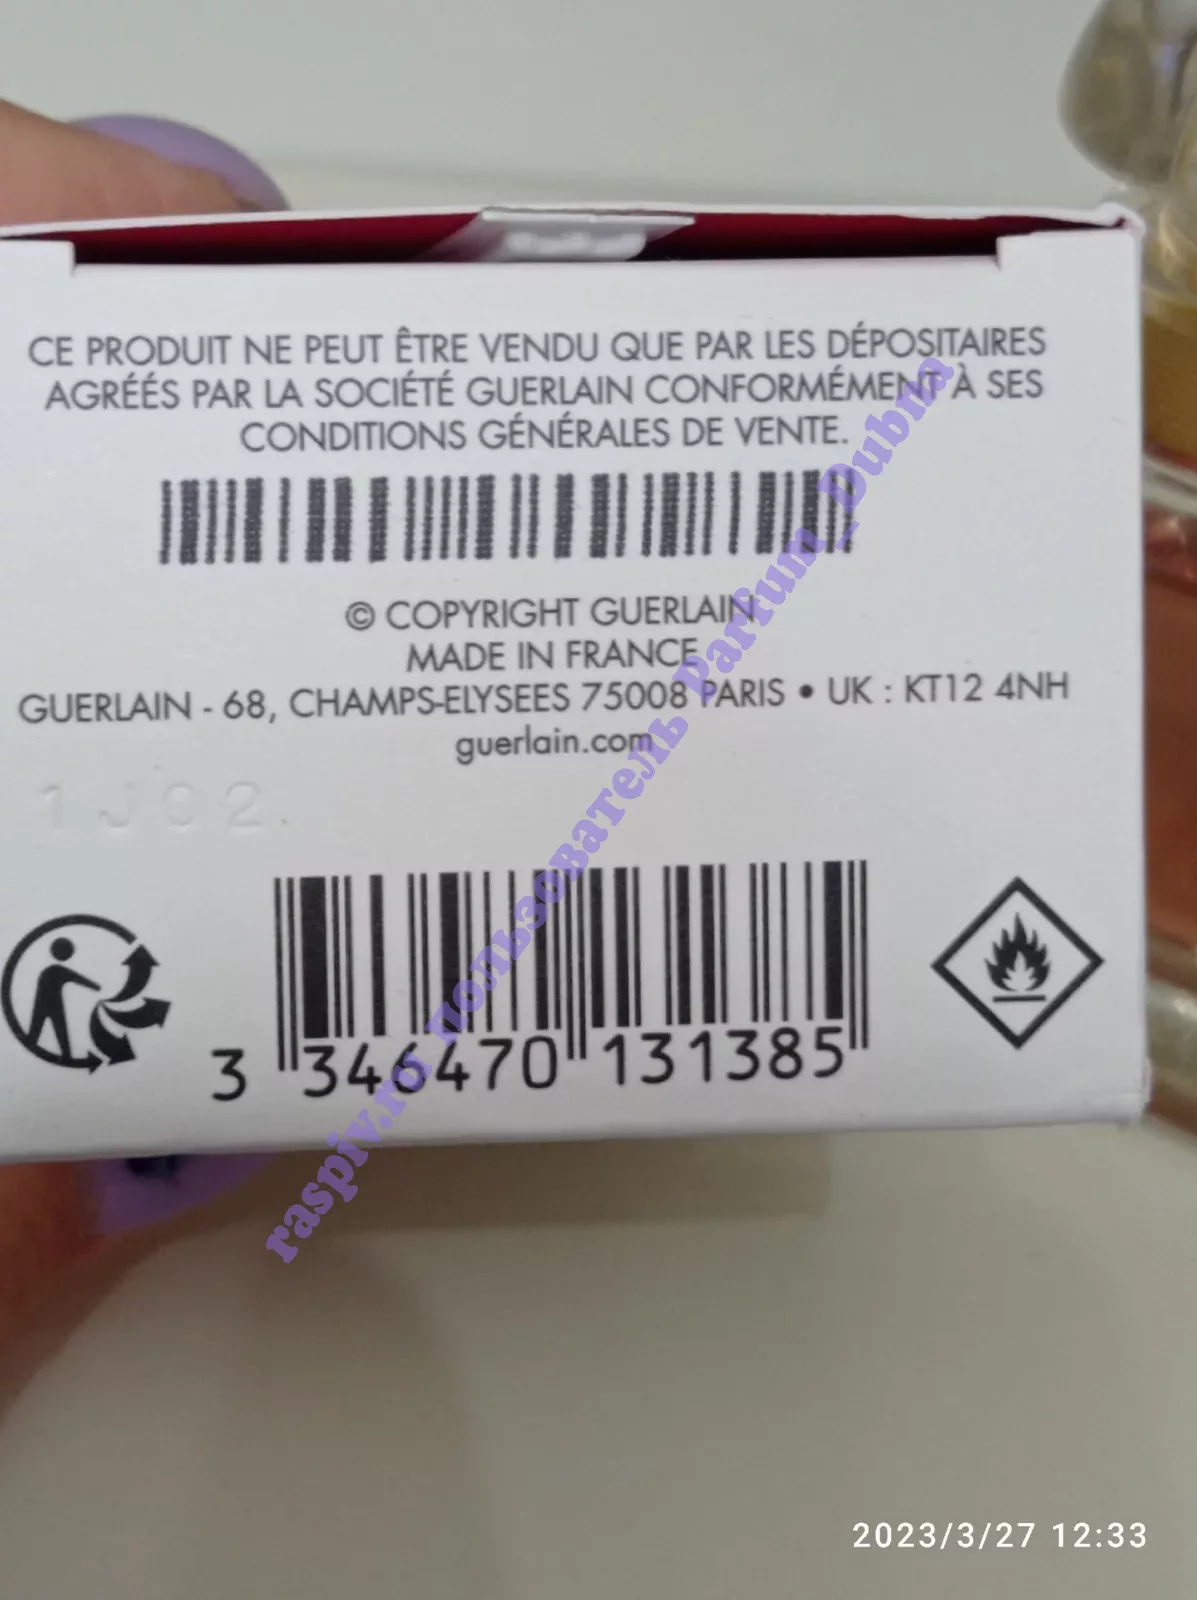 CE PRODUIT NE PEUT ÊTRE VENDU QUE PAR LES DÉPOSITAIRES
AGRÉÉS PAR LA SOCIÉTÉ GUERLAIN CONFORMÉMENT À SES
CONDITIONS GÉNÉRALES DE VENTE.
© COPYRIGHT GUERLAIN
MADE IN FRANCE
GUERLAIN - 68, CHAMPS-ELYSEES 75008 PARIS • UK : KT12 4NH
guerlain.com
1J02
3 346470 131385
raspiv.ru пользователь Parfum_Dubna
2023/3/27 12:33